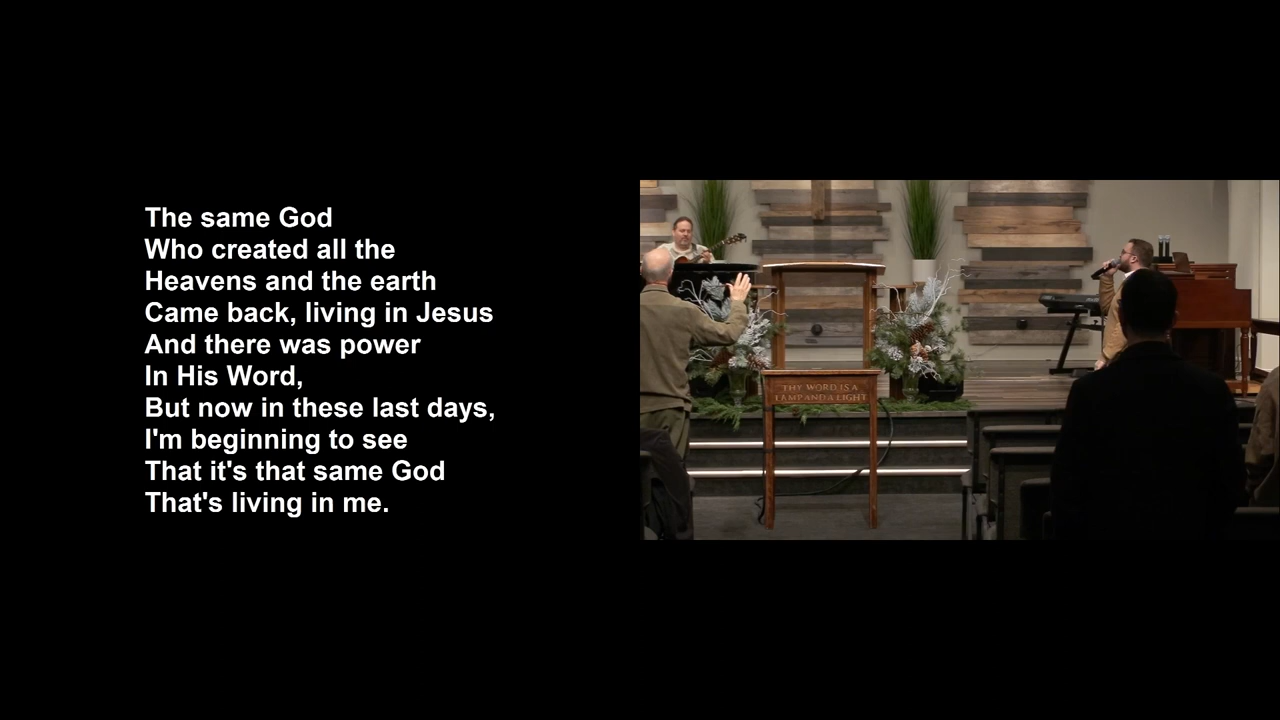 The same God
Who created all the
Heavens and the earth
Came back, living in Jesus
And there was power
In His Word,
But now in these last days,
I'm beginning to see
That it's that same God
That's living in me.
THY WORD IS A
LAMP AND A LIGHT